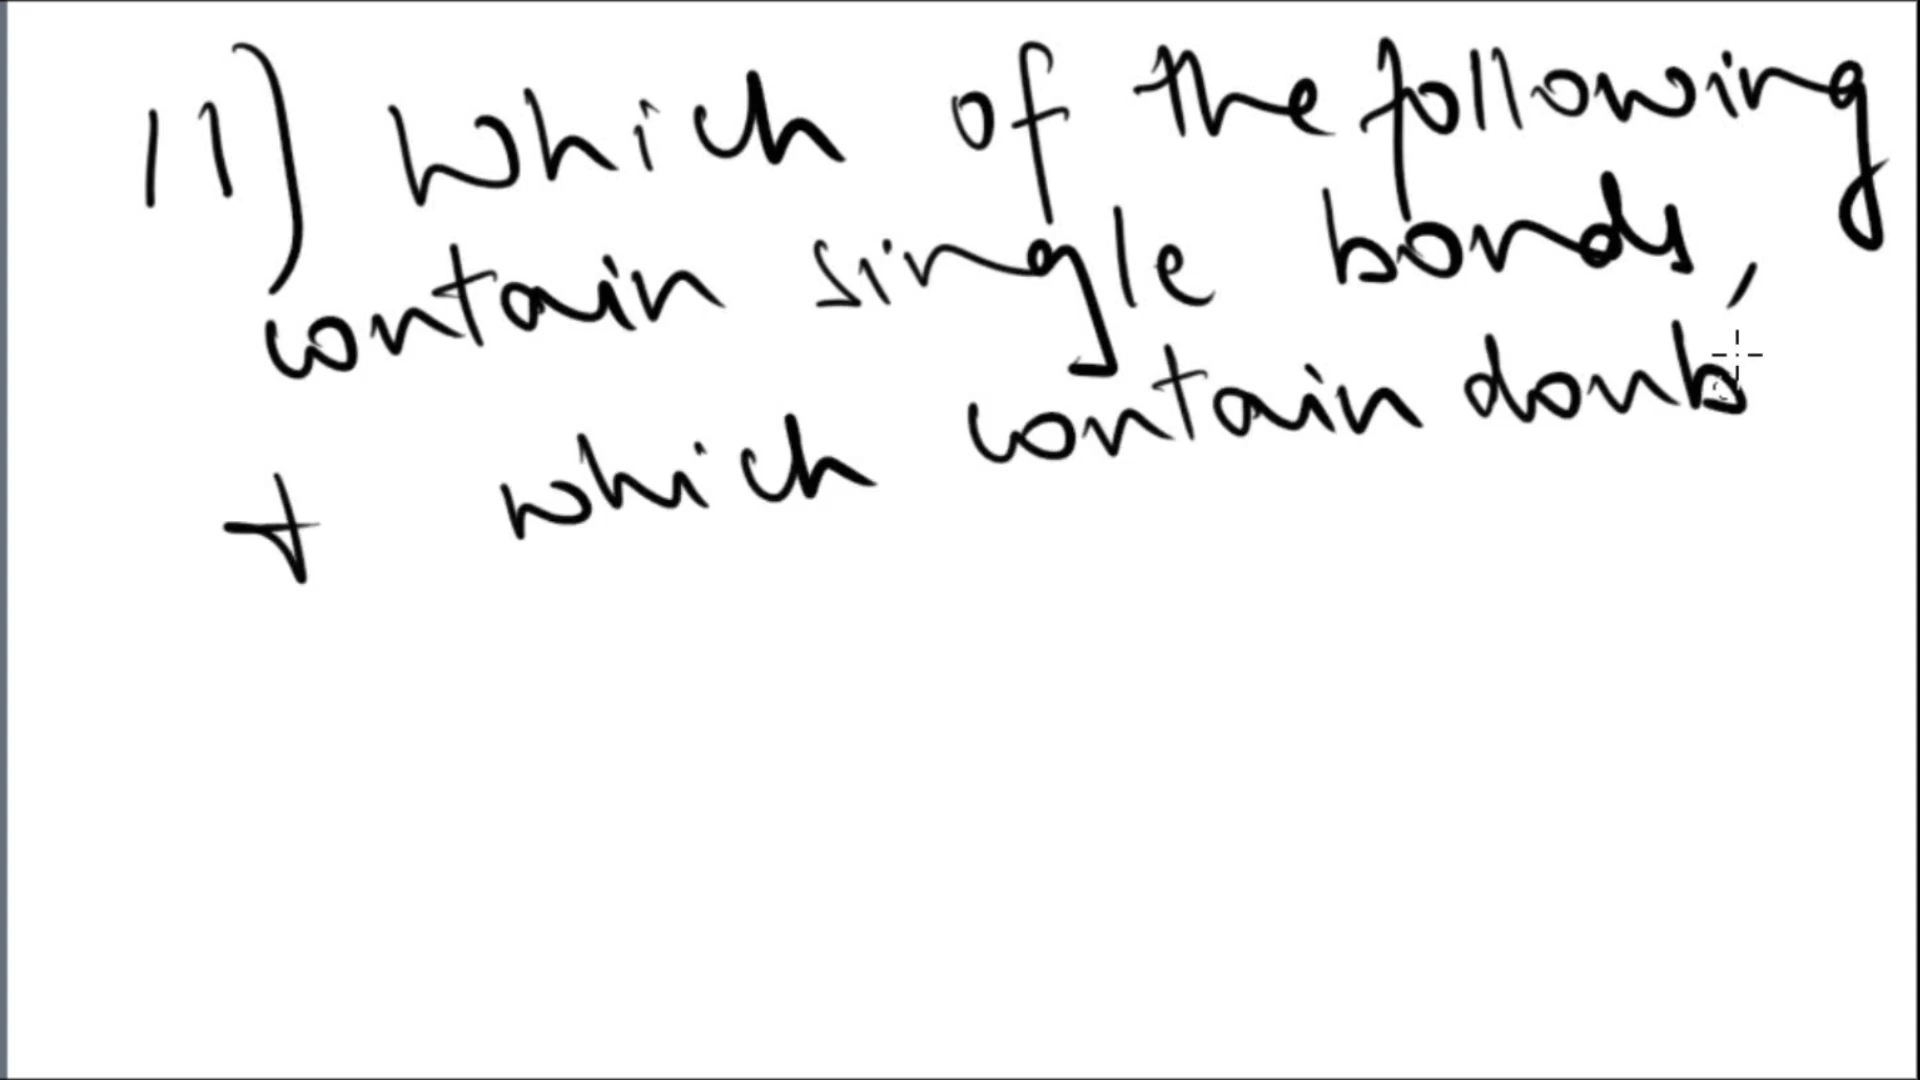 11) Which of the following
contain single bonds,
+ which contain doub